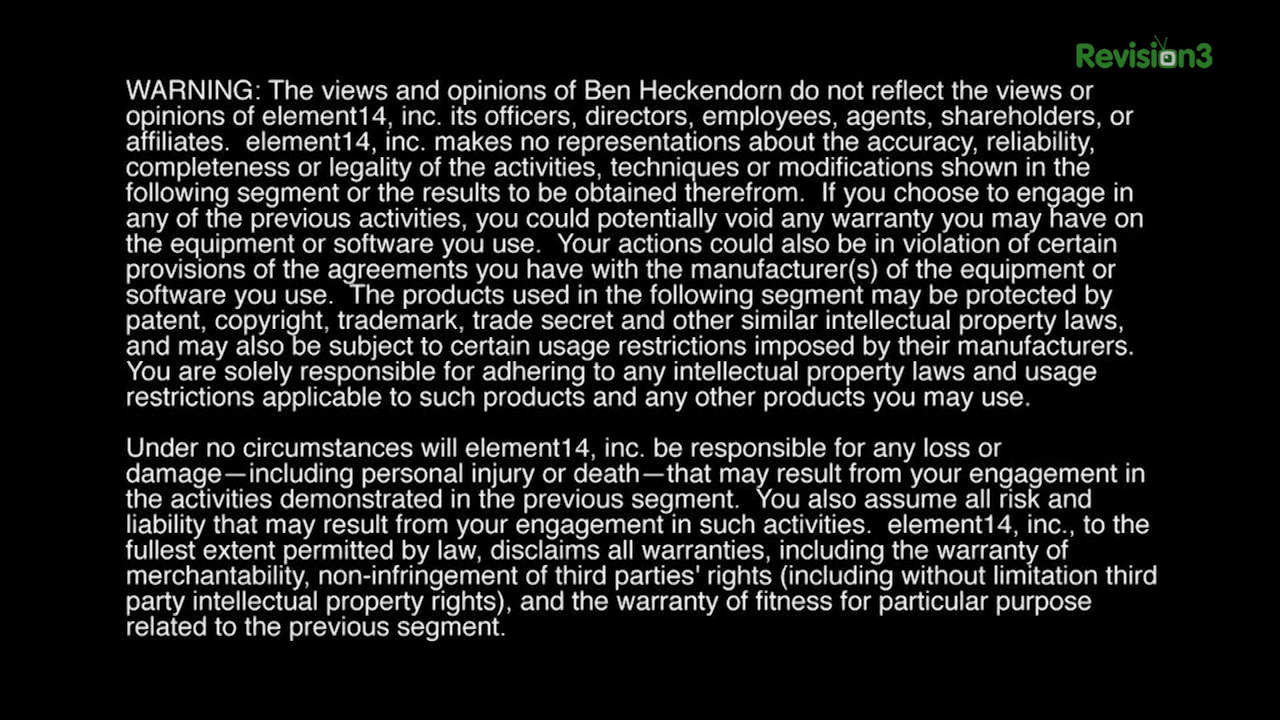 Revision3
WARNING: The views and opinions of Ben Heckendorn do not reflect the views or
opinions of element14, inc. its officers, directors, employees, agents, shareholders, or
affiliates.  element14, inc. makes no representations about the accuracy, reliability,
completeness or legality of the activities, techniques or modifications shown in the
following segment or the results to be obtained therefrom.  If you choose to engage in
any of the previous activities, you could potentially void any warranty you may have on
the equipment or software you use.  Your actions could also be in violation of certain
provisions of the agreements you have with the manufacturer(s) of the equipment or
software you use.  The products used in the following segment may be protected by
patent, copyright, trademark, trade secret and other similar intellectual property laws,
and may also be subject to certain usage restrictions imposed by their manufacturers.
You are solely responsible for adhering to any intellectual property laws and usage
restrictions applicable to such products and any other products you may use.
Under no circumstances will element14, inc. be responsible for any loss or
damage—including personal injury or death—that may result from your engagement in
the activities demonstrated in the previous segment.  You also assume all risk and
liability that may result from your engagement in such activities.  element14, inc., to the
fullest extent permitted by law, disclaims all warranties, including the warranty of
merchantability, non-infringement of third parties' rights (including without limitation third
party intellectual property rights), and the warranty of fitness for particular purpose
related to the previous segment.